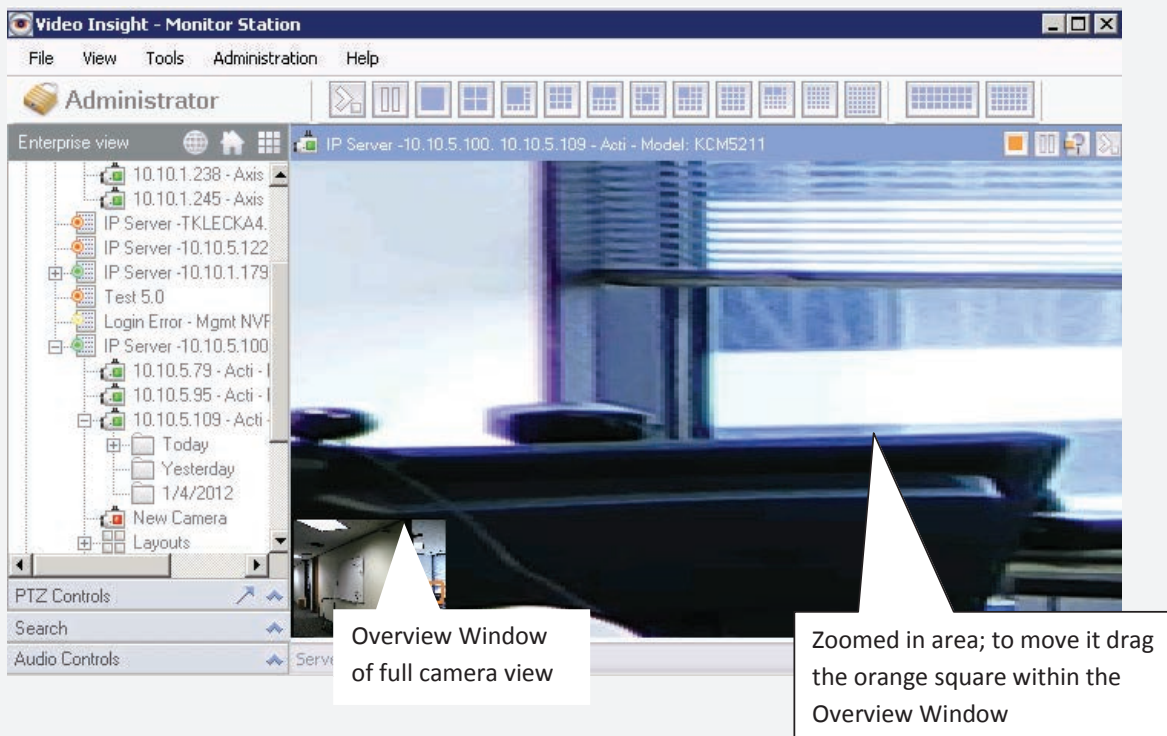 Video Insight - Monitor Station
File View Tools Administration Help
Administrator
Enterprise view
IP Server -10.10.5.100. 10.10.5.109 - Acti - Model: KCM5211
10.10.1.238 - Axis
10.10.1.245 - Axis
IP Server -TKLECKA4.
IP Server -10.10.5.122
IP Server -10.10.1.179
Test 5.0
Login Error - Mgmt NVR
IP Server -10.10.5.100
10.10.5.79 - Acti -
10.10.5.95 - Acti -
10.10.5.109 - Acti -
Today
Yesterday
1/4/2012
New Camera
Layouts
PTZ Controls
Search
Audio Controls
Serve
Overview Window
of full camera view
Zoomed in area; to move it drag
the orange square within the
Overview Window